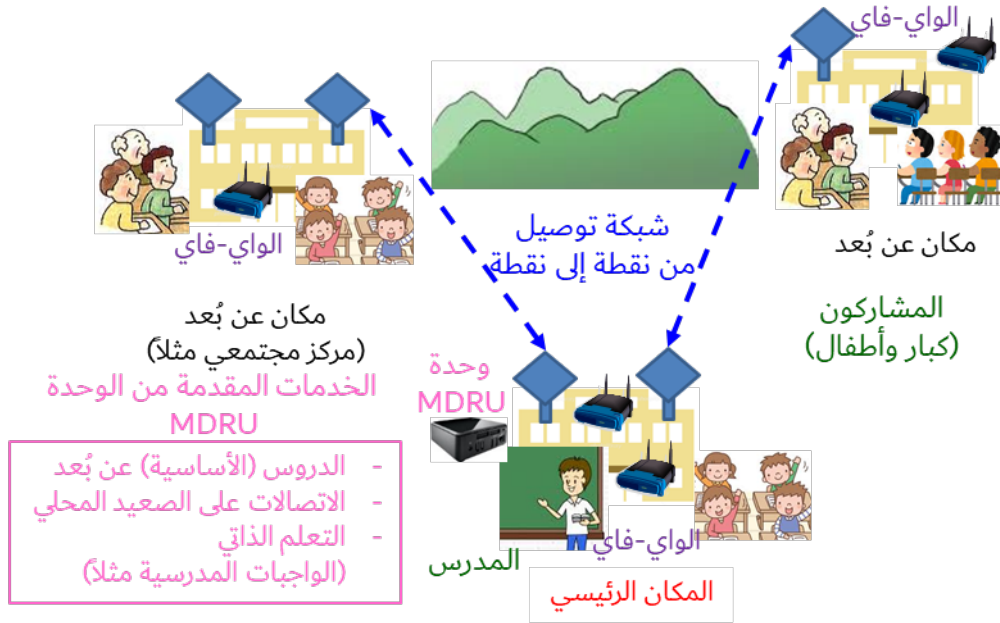 الواي-فاي
مكان عن بُعد
المشاركون
(كبار وأطفال)
شبكة توصيل
من نقطة إلى نقطة
الواي-فاي
مكان عن بُعد
(مركز مجتمعي مثلاً)
الخدمات المقدمة من الوحدة
MDRU
- الدروس (الأساسية) عن بُعد
- الاتصالات على الصعيد المحلي
- التعلم الذاتي
(الواجبات المدرسية مثلاً)
وحدة
MDRU
الواي-فاي
المدرس
المكان الرئيسي